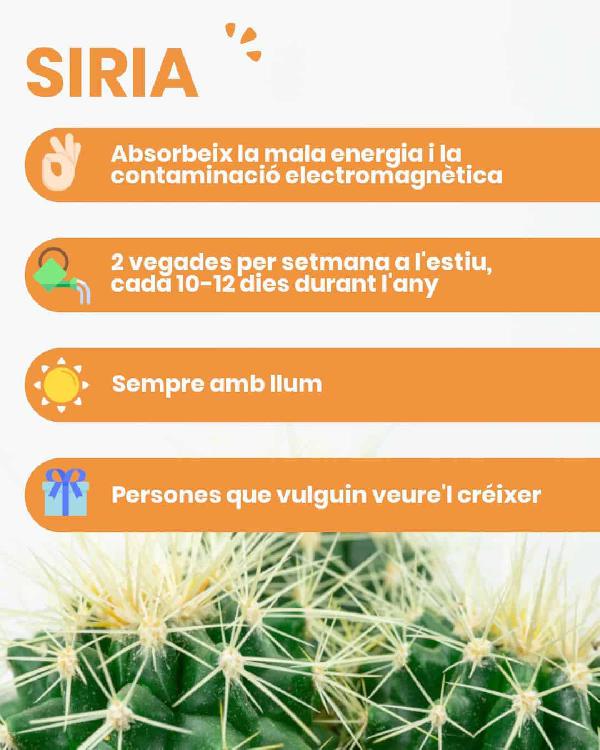 SIRIA
Absorbeix la mala energia i la
contaminació electromagnètica
2 vegades per setmana a l'estiu,
cada 10-12 dies durant l'any
Sempre amb llum
Persones que vulguin veure'l créixer